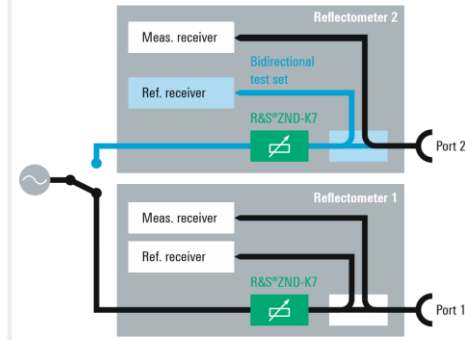 Reflectometer 2
Meas. receiver
Bidirectional
test set
Ref. receiver
R&S®ZND-K7
Port 2
Reflectometer 1
Meas. receiver
Ref. receiver
R&S®ZND-K7
Port 1